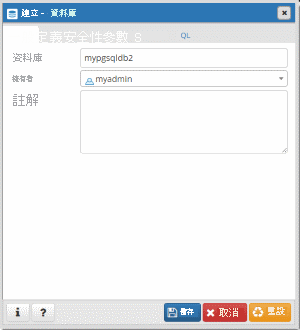 建立 - 資料庫
定義安全性參數 S QL
資料庫 mypgsqldb2
擁有者 myadmin
註解
i ? 儲存 取消 重設